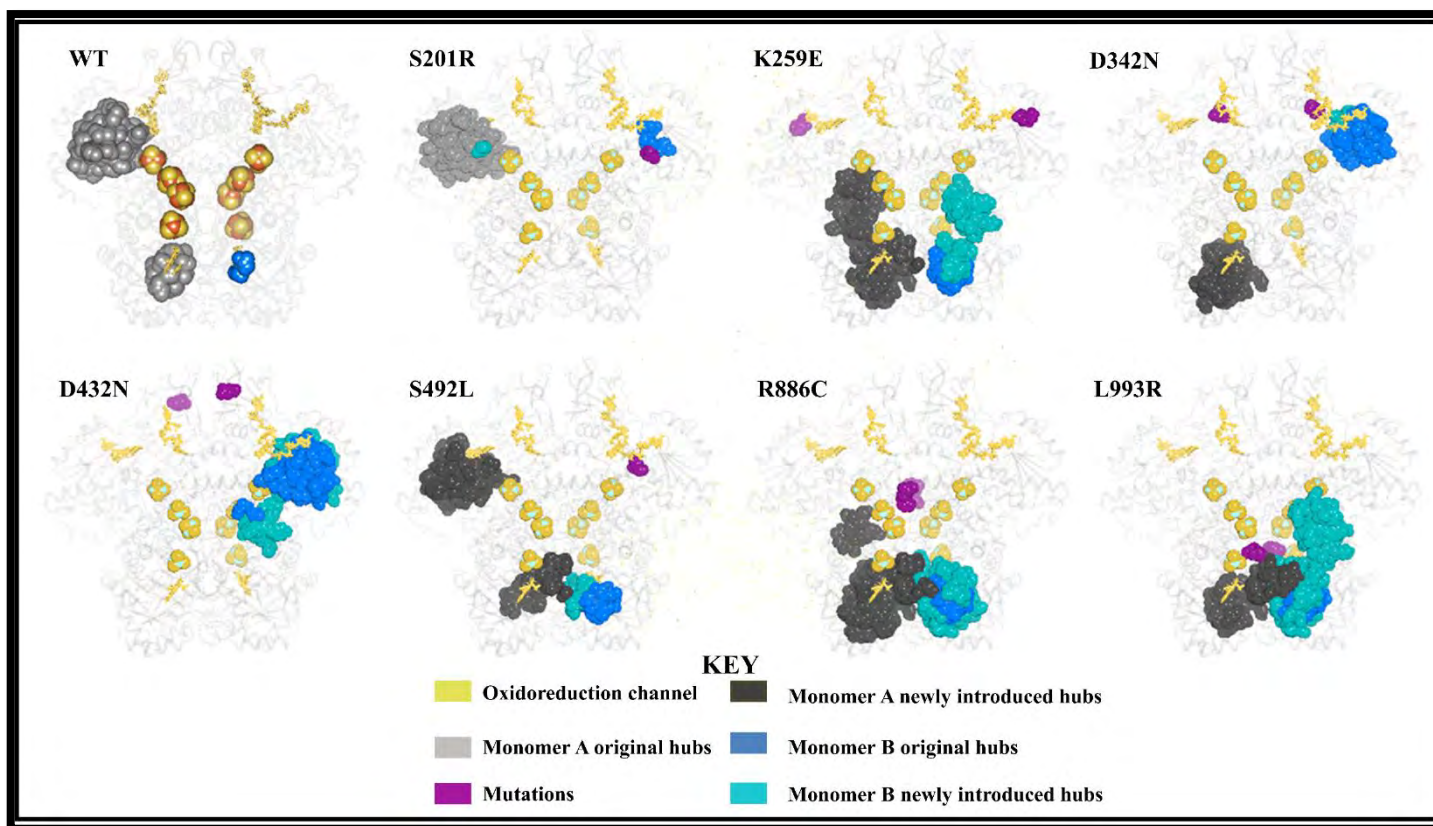 WT
S201R
K259E
D342N
D432N
S492L
R886C
L993R
KEY
Oxidoreduction channel
Monomer A newly introduced hubs
Monomer A original hubs
Monomer B original hubs
Mutations
Monomer B newly introduced hubs